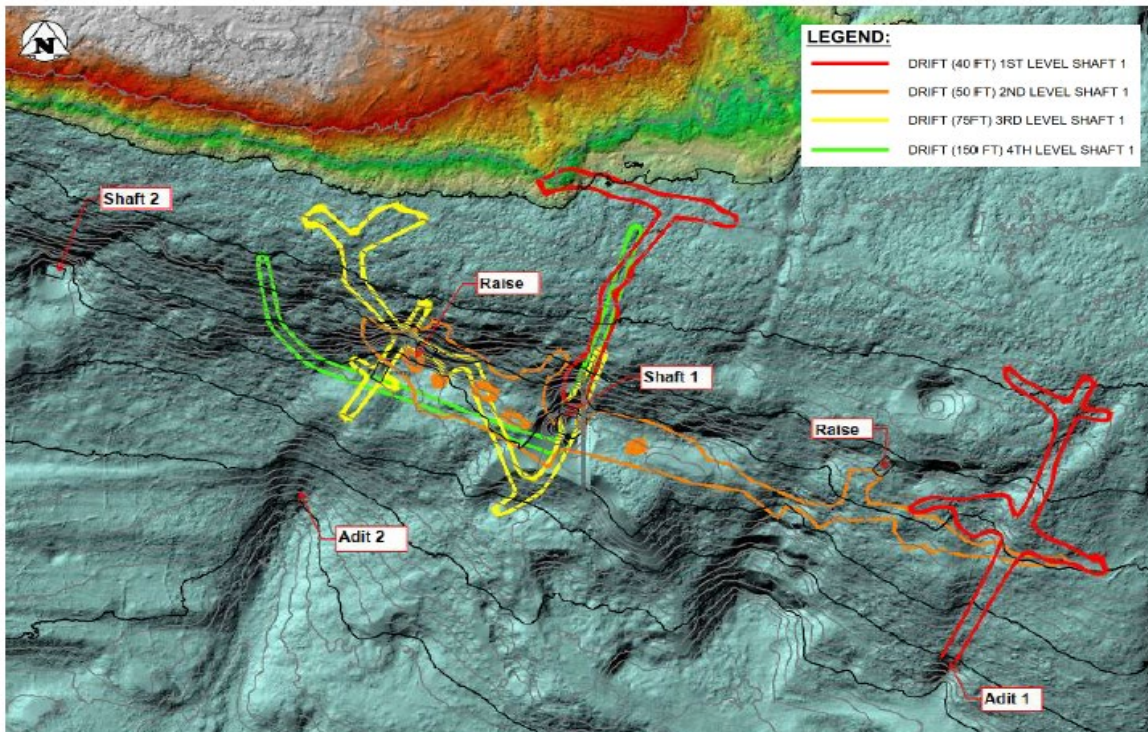 N
LEGEND:
DRIFT (40 FT) 1ST LEVEL SHAFT 1
DRIFT (50 FT) 2ND LEVEL SHAFT 1
DRIFT (75FT) 3RD LEVEL SHAFT 1
DRIFT (150 FT) 4TH LEVEL SHAFT 1
Shaft 2
Raise
Shaft 1
Raise
Adit 2
Adit 1